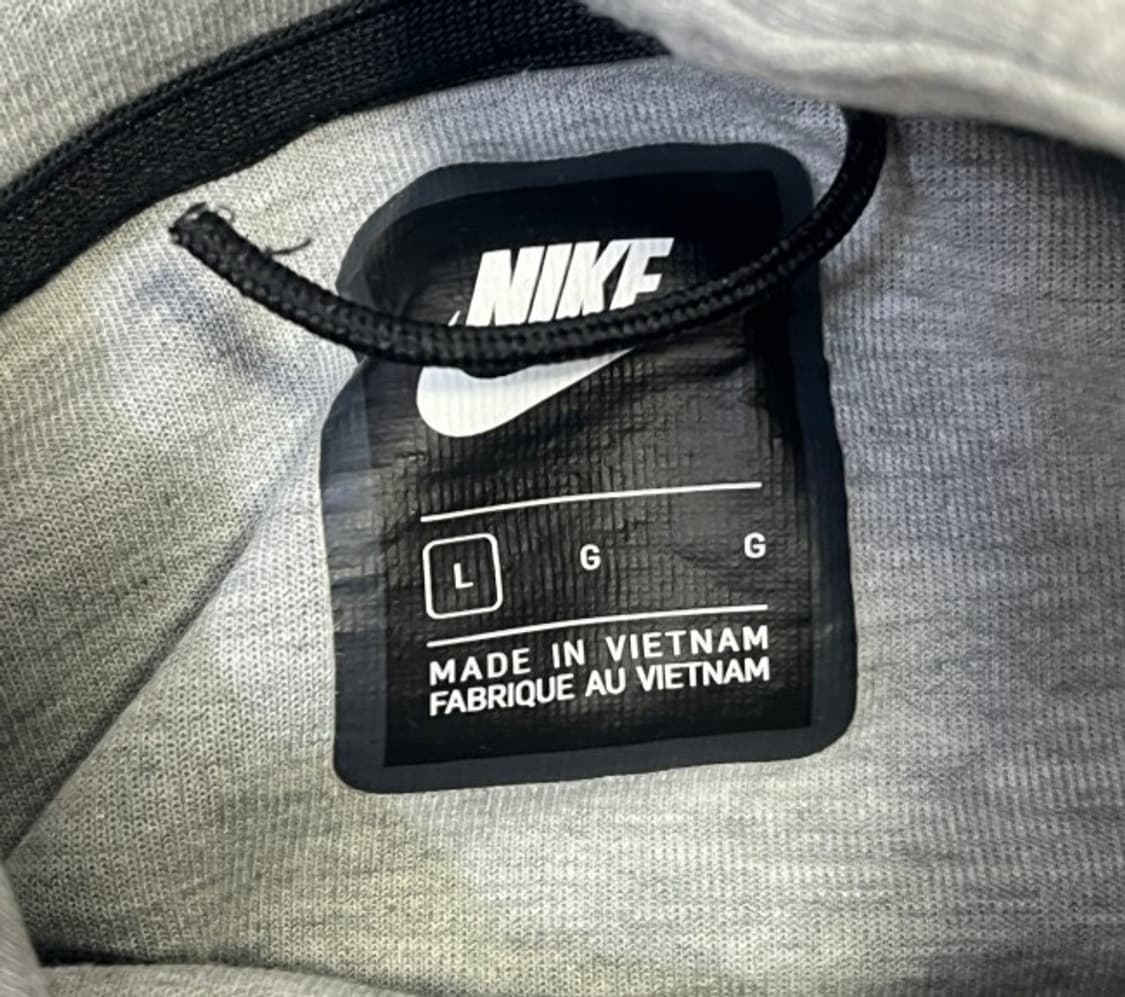 NIKE
L G G
MADE IN VIETNAM
FABRIQUE AU VIETNAM